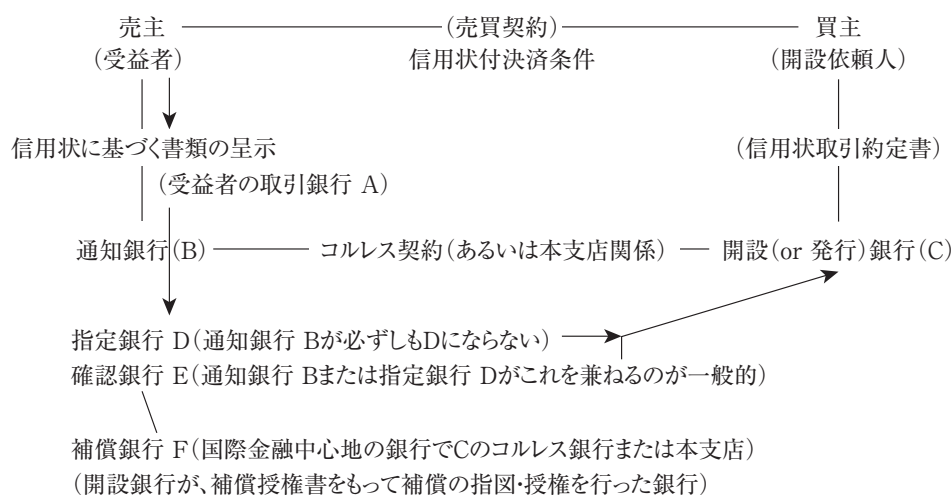 売主 (売買契約) 買主
(受益者) 信用状付決済条件 (開設依頼人)
信用状に基づく書類の呈示 (信用状取引約定書)
(受益者の取引銀行 A)
通知銀行(B) コルレス契約(あるいは本支店関係) 開設(or 発行)銀行(C)
指定銀行 D(通知銀行 Bが必ずしもDにならない)
確認銀行 E(通知銀行 Bまたは指定銀行 Dがこれを兼ねるのが一般的)
補償銀行 F(国際金融中心地の銀行でCのコルレス銀行または本支店)
(開設銀行が、補償授権書をもって補償の指図・授権を行った銀行)